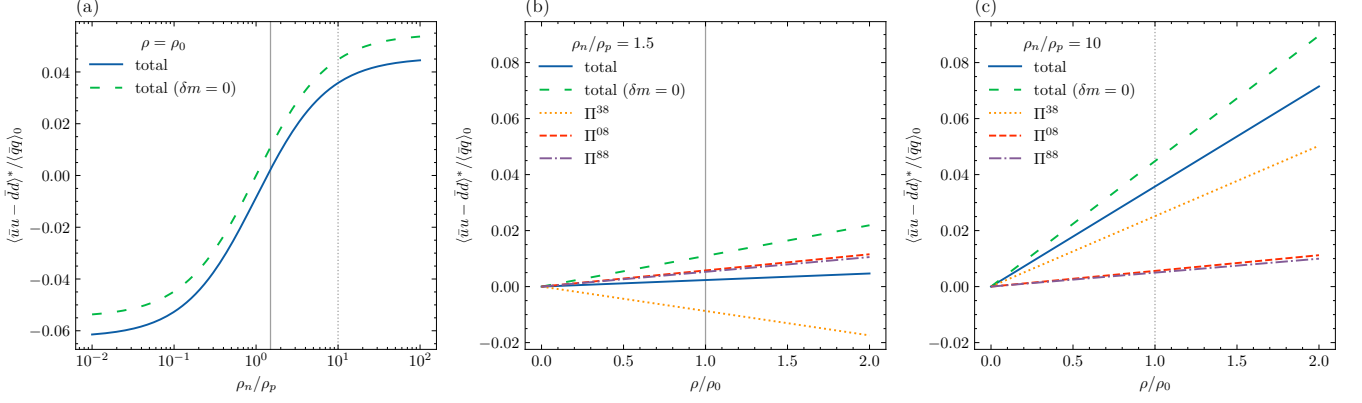 (a)
ρ = ρ₀
total
total (δm = 0)
0.04
0.02
0.00
−0.02
−0.04
−0.06
⟨ūu − d̄d⟩*/⟨q̄q⟩₀
10⁻² 10⁻¹ 10⁰ 10¹ 10²
ρₙ/ρₚ
(b)
ρₙ/ρₚ = 1.5
total
total (δm = 0)
Π³⁸
Π⁰⁸
Π⁸⁸
0.08
0.06
0.04
0.02
0.00
−0.02
⟨ūu − d̄d⟩*/⟨q̄q⟩₀
0.0 0.5 1.0 1.5 2.0
ρ/ρ₀
(c)
ρₙ/ρₚ = 10
total
total (δm = 0)
Π³⁸
Π⁰⁸
Π⁸⁸
0.08
0.06
0.04
0.02
0.00
−0.02
⟨ūu − d̄d⟩*/⟨q̄q⟩₀
0.0 0.5 1.0 1.5 2.0
ρ/ρ₀